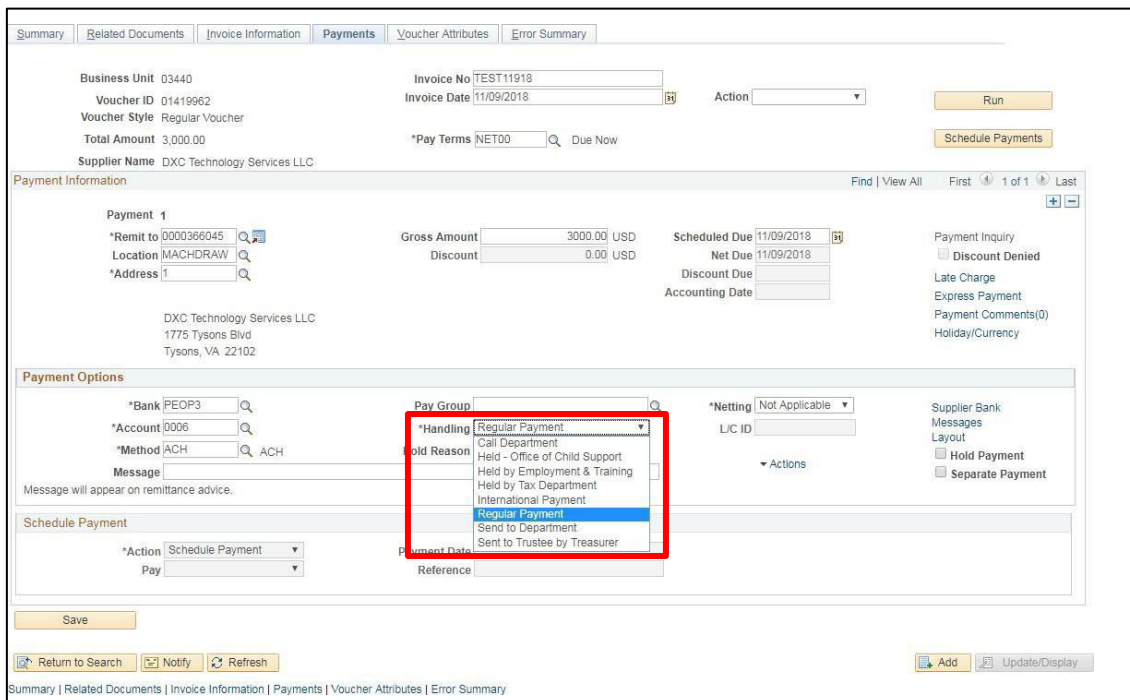 Summary Related Documents Invoice Information Payments Voucher Attributes Error Summary
Business Unit 03440 Invoice No TEST11918
Voucher ID 01419962 Invoice Date 11/09/2018 31 Action Run
Voucher Style Regular Voucher
Total Amount 3,000.00 *Pay Terms NET00 Due Now Schedule Payments
Supplier Name DXC Technology Services LLC
Payment Information Find | View All First 1 of 1 Last
Payment 1
*Remit to 0000366045 Gross Amount 3000.00 USD Scheduled Due 11/09/2018 31 Payment Inquiry
Location MACHDRAW Discount 0.00 USD Net Due 11/09/2018 Discount Denied
*Address 1 Discount Due Late Charge
Accounting Date Express Payment
DXC Technology Services LLC Payment Comments(0)
1775 Tysons Blvd Holiday/Currency
Tysons, VA 22102
Payment Options
*Bank PEOP3 Pay Group *Netting Not Applicable Supplier Bank
*Account 0006 *Handling Regular Payment L/C ID Messages
Layout
*Method ACH ACH Hold Reason Call Department Hold Payment
Held - Office of Child Support Actions
Message Held by Employment & Training Separate Payment
Held by Tax Department
Message will appear on remittance advice.
International Payment
Regular Payment
Schedule Payment Send to Department
Sent to Trustee by Treasurer
*Action Schedule Payment Payment Date
Pay Reference
Save
Return to Search Notify Refresh Add Update/Display
Summary | Related Documents | Invoice Information | Payments | Voucher Attributes | Error Summary